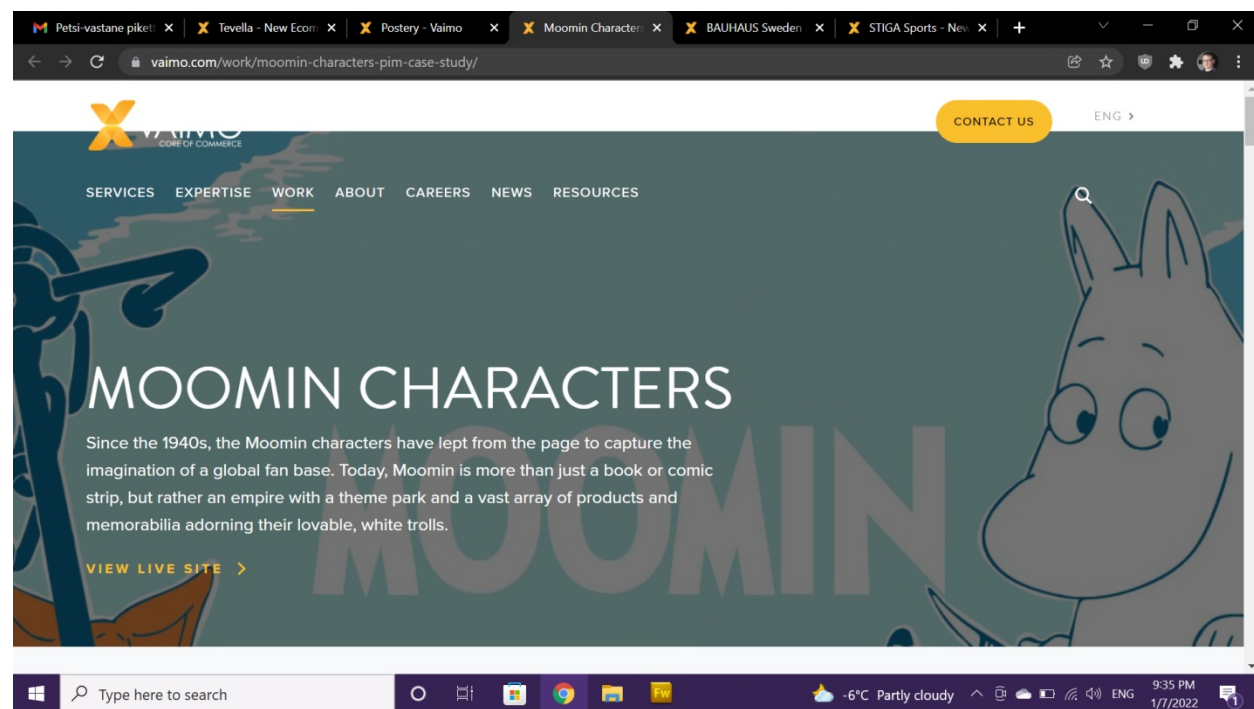 Petsi-vastane piket
Tevella - New Ecom
Postery - Vaimo
Moomin Characters
BAUHAUS Sweden
STIGA Sports - New
vaimo.com/work/moomin-characters-pim-case-study/
VAIMO
CORE OF COMMERCE
CONTACT US
ENG >
SERVICES EXPERTISE WORK ABOUT CAREERS NEWS RESOURCES
MOOMIN CHARACTERS
Since the 1940s, the Moomin characters have lept from the page to capture the
imagination of a global fan base. Today, Moomin is more than just a book or comic
strip, but rather an empire with a theme park and a vast array of products and
memorabilia adorning their lovable, white trolls.
MOOMIN
VIEW LIVE SITE >
Type here to search
Fw
-6°C Partly cloudy
ENG
9:35 PM
1/7/2022
1